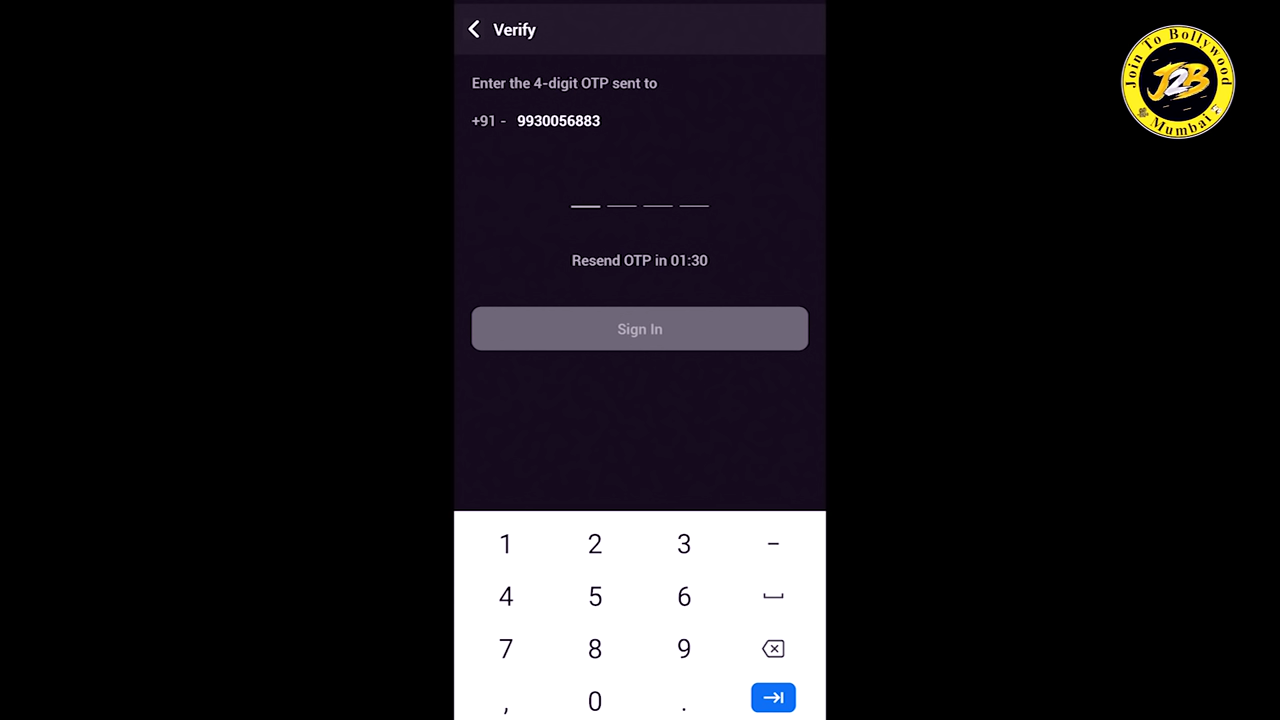 Verify
Enter the 4-digit OTP sent to
+91 - 9930056883
Resend OTP in 01:30
Sign In
1 2 3 -
4 5 6
7 8 9
, 0 .
Join To Bollywood
J2B
Mumbai